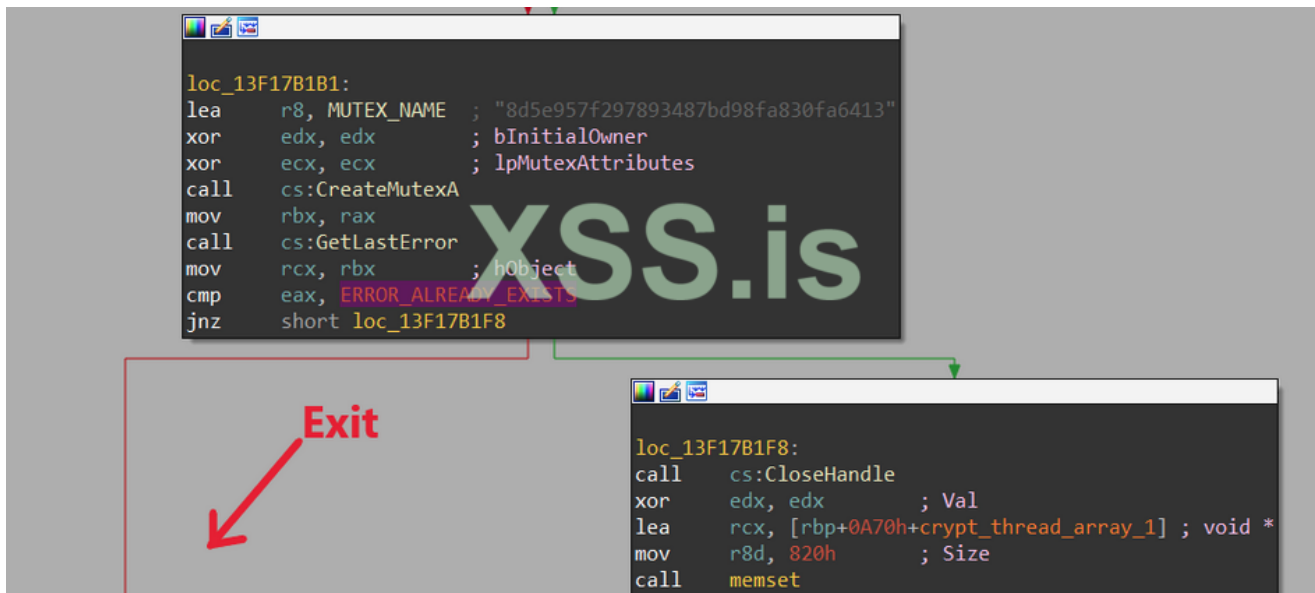 loc_13F17B1B1:
lea r8, MUTEX_NAME ; "8d5e957f297893487bd98fa830fa6413"
xor edx, edx ; bInitialOwner
xor ecx, ecx ; lpMutexAttributes
call cs:CreateMutexA
mov rbx, rax
call cs:GetLastError
mov rcx, rbx ; hObject
cmp eax, ERROR_ALREADY_EXISTS
jnz short loc_13F17B1F8
XSS.is
Exit
loc_13F17B1F8:
call cs:CloseHandle
xor edx, edx ; Val
lea rcx, [rbp+0A70h+crypt_thread_array_1] ; void *
mov r8d, 820h ; Size
call memset